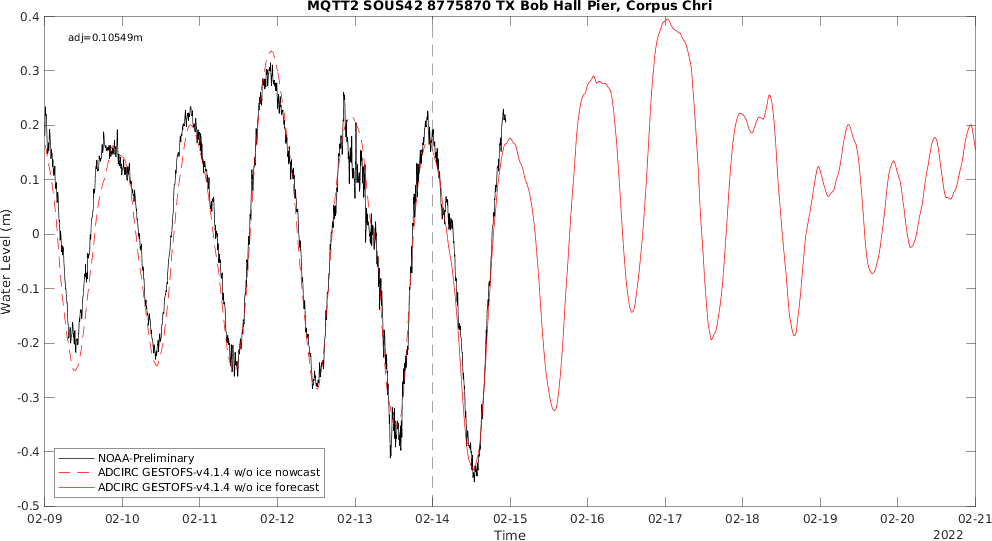 MQTT2 SOUS42 8775870 TX Bob Hall Pier, Corpus Chri
adj=0.10549m
0.4
0.3
0.2
0.1
0
-0.1
-0.2
-0.3
-0.4
-0.5
Water Level (m)
NOAA-Preliminary
ADCIRC GESTOFS-v4.1.4 w/o ice nowcast
ADCIRC GESTOFS-v4.1.4 w/o ice forecast
02-09 02-10 02-11 02-12 02-13 02-14 02-15 02-16 02-17 02-18 02-19 02-20 02-21
Time
2022